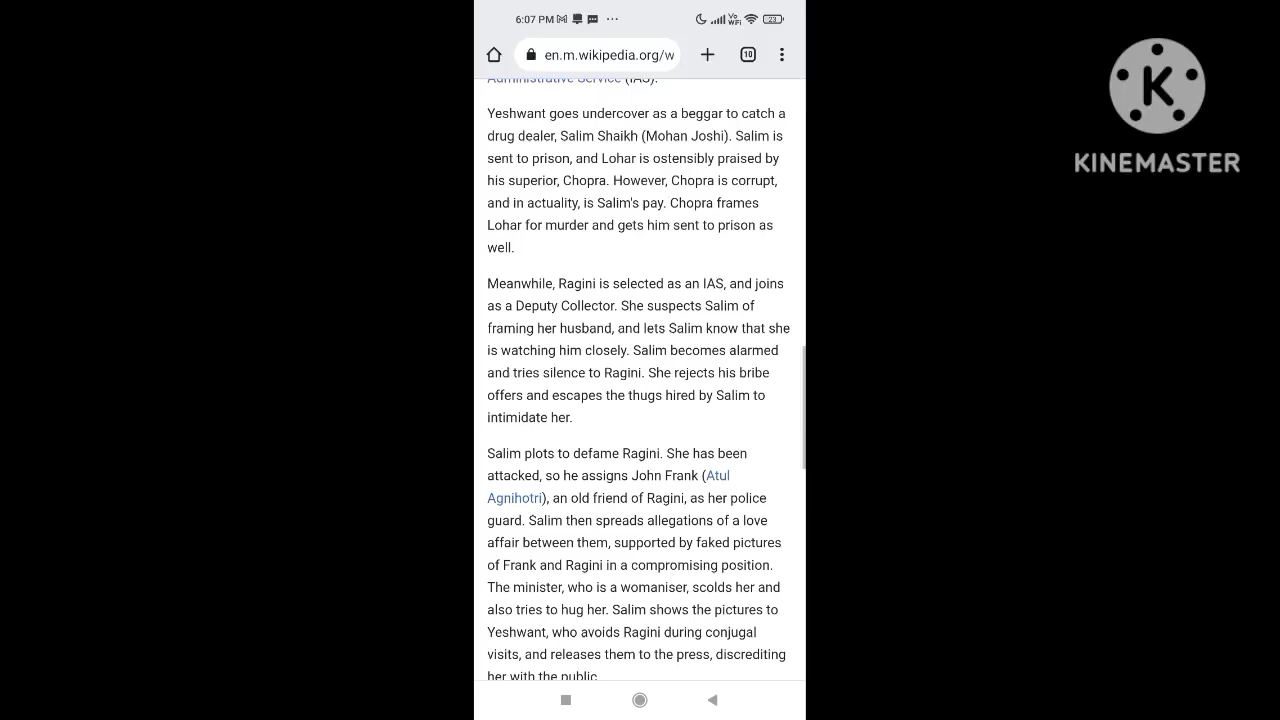 6:07 PM
Vo WiFi
23
en.m.wikipedia.org/w
10
Administrative Service (IAS).
Yeshwant goes undercover as a beggar to catch a
drug dealer, Salim Shaikh (Mohan Joshi). Salim is
sent to prison, and Lohar is ostensibly praised by
his superior, Chopra. However, Chopra is corrupt,
and in actuality, is Salim's pay. Chopra frames
Lohar for murder and gets him sent to prison as
well.
Meanwhile, Ragini is selected as an IAS, and joins
as a Deputy Collector. She suspects Salim of
framing her husband, and lets Salim know that she
is watching him closely. Salim becomes alarmed
and tries silence to Ragini. She rejects his bribe
offers and escapes the thugs hired by Salim to
intimidate her.
Salim plots to defame Ragini. She has been
attacked, so he assigns John Frank (Atul
Agnihotri), an old friend of Ragini, as her police
guard. Salim then spreads allegations of a love
affair between them, supported by faked pictures
of Frank and Ragini in a compromising position.
The minister, who is a womaniser, scolds her and
also tries to hug her. Salim shows the pictures to
Yeshwant, who avoids Ragini during conjugal
visits, and releases them to the press, discrediting
her with the public.
K
KINEMASTER